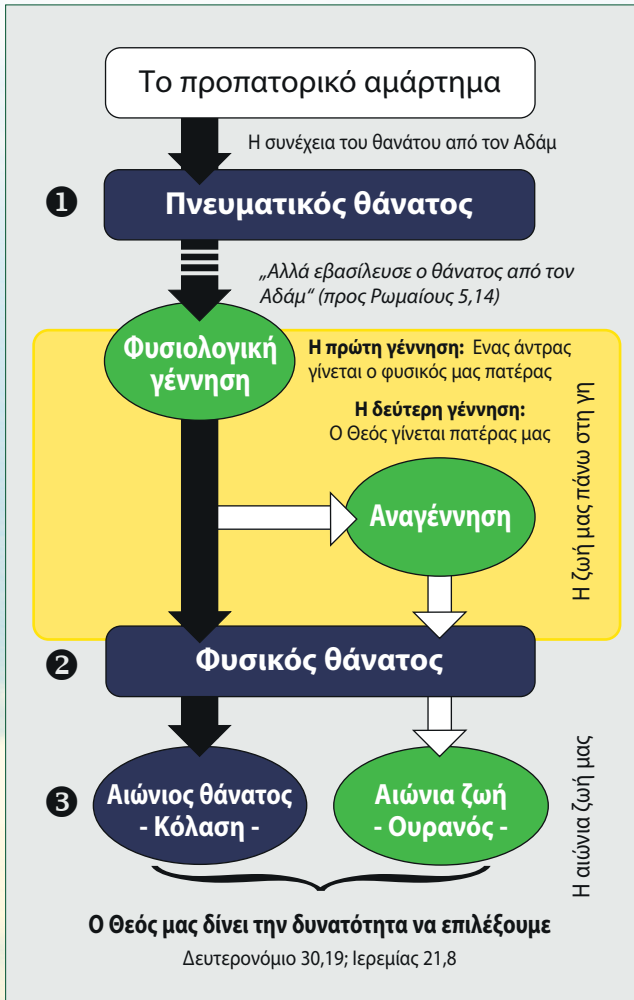 Το προπατορικό αμάρτημα
Η συνέχεια του θανάτου από τον Αδάμ
1
Πνευματικός θάνατος
„Αλλά εβασίλευσε ο θάνατος από τον
Αδάμ“ (προς Ρωμαίους 5,14)
Φυσιολογική
γέννηση
Η πρώτη γέννηση: Ενας άντρας
γίνεται ο φυσικός μας πατέρας
Η δεύτερη γέννηση:
Ο Θεός γίνεται πατέρας μας
Αναγέννηση
Η ζωή μας πάνω στη γη
2
Φυσικός θάνατος
3
Αιώνιος θάνατος
- Κόλαση -
Αιώνια ζωή
- Ουρανός -
Η αιώνια ζωή μας
Ο Θεός μας δίνει την δυνατότητα να επιλέξουμε
Δευτερονόμιο 30,19; Ιερεμίας 21,8